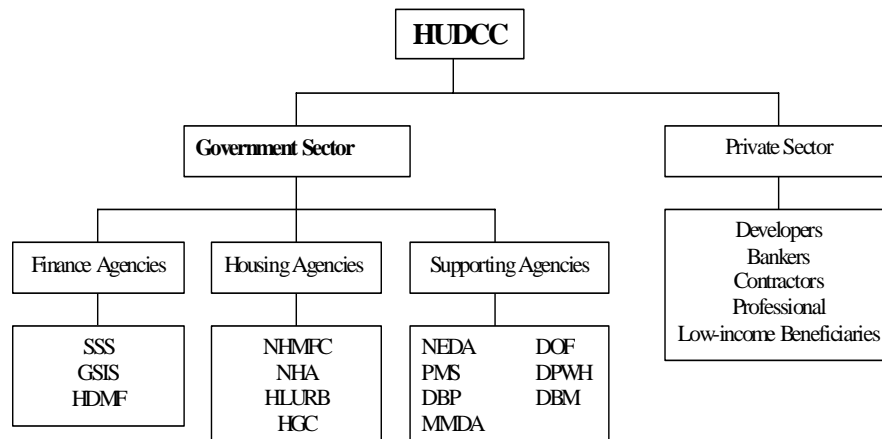 HUDCC
Government Sector
Private Sector
Finance Agencies
Housing Agencies
Supporting Agencies
Developers
Bankers
Contractors
Professional
Low-income Beneficiaries
SSS
GSIS
HDMF
NHMFC
NHA
HLURB
HGC
NEDA DOF
PMS DPWH
DBP DBM
MMDA